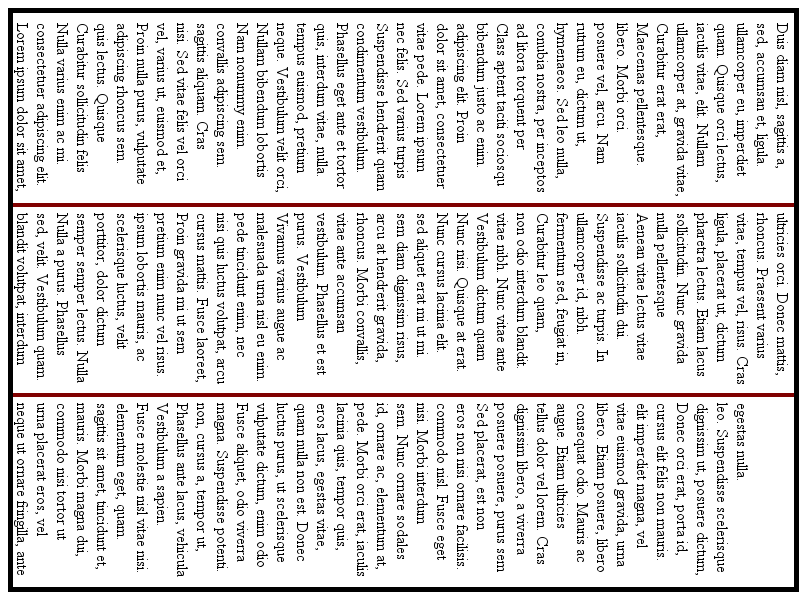 Lorem ipsum dolor sit amet,
consectetuer adipiscing elit.
Nulla varius enim ac mi.
Curabitur sollicitudin felis
quis lectus. Quisque
adipiscing rhoncus sem.
Proin nulla purus, vulputate
vel, varius ut, euismod et,
nisi. Sed vitae felis vel orci
sagittis aliquam. Cras
convallis adipiscing sem.
Nam nonummy enim.
Nullam bibendum lobortis
neque. Vestibulum velit orci,
tempus euismod, pretium
quis, interdum vitae, nulla.
Phasellus eget ante et tortor
condimentum vestibulum.
Suspendisse hendrerit quam
nec felis. Sed varius turpis
vitae pede. Lorem ipsum
dolor sit amet, consectetuer
adipiscing elit. Proin
bibendum justo ac enim.
Class aptent taciti sociosqu
ad litora torquent per
conubia nostra, per inceptos
hymenaeos. Sed leo nulla,
rutrum eu, dictum ut,
posuere vel, arcu. Nam
libero. Morbi orci
Maecenas pellentesque.
Curabitur erat erat,
ullamcorper at, gravida vitae,
iaculis vitae, elit. Nullam
quam. Quisque orci lectus,
ullamcorper eu, imperdiet
sed, accumsan et, ligula.
Duis diam nisl, sagittis a,
blandit volutpat, interdum
sed, velit. Vestibulum quam.
Nulla a purus. Phasellus
semper semper lectus. Nulla
porttitor, dolor dictum
scelerisque luctus, velit
ipsum lobortis mauris, ac
pretium enim nunc vel risus.
Proin gravida mi ut sem
cursus mattis. Fusce laoreet,
nisi quis luctus volutpat, arcu
pede tincidunt enim, nec
malesuada urna nisl eu enim.
Vivamus varius augue ac
purus. Vestibulum
vestibulum. Phasellus et est
vitae ante accumsan
rhoncus. Morbi convallis,
arcu at hendrerit gravida,
sem diam dignissim risus,
sed aliquet erat mi ut mi.
Nunc cursus lacinia elit.
Nunc nisi. Quisque at erat.
Vestibulum dictum quam
vitae nibh. Nunc vitae ante
non odio interdum blandit.
Curabitur leo quam,
fermentum sed, feugiat in,
ullamcorper id, nibh.
Suspendisse ac turpis. In
iaculis sollicitudin dui.
Aenean vitae lectus vitae
nulla pellentesque
sollicitudin. Nunc gravida
pharetra lectus. Etiam lacus
ligula, placerat ut, dictum
vitae, tempus vel, risus. Cras
rhoncus. Praesent varius
ultricies orci. Donec mattis,
neque ut ornare fringilla, ante
urna placerat eros, vel
commodo nisi tortor ut
mauris. Morbi magna dui,
sagittis sit amet, tincidunt et,
elementum eget, quam.
Fusce molestie nisl vitae nisi.
Vestibulum a sapien.
Phasellus ante lacus, vehicula
non, cursus a, tempor ut,
magna. Suspendisse potenti
Fusce aliquet, odio viverra
vulputate dictum, enim odio
luctus purus, ut scelerisque
quam nulla non est. Donec
eros lacus, egestas vitae,
lacinia quis, tempor quis,
pede. Morbi orci erat, iaculis
id, ornare ac, elementum at,
sem. Nunc ornare sodales
nisi. Morbi interdum
commodo nisl. Fusce eget
eros non nisi ornare facilisis.
Sed placerat, est non
posuere posuere, purus sem
dignissim libero, a viverra
tellus dolor vel lorem. Cras
augue. Etiam ultricies
consequat odio. Mauris ac
libero. Etiam posuere, libero
vitae euismod gravida, urna
elit imperdiet magna, vel
cursus elit felis non mauris.
Donec orci erat, porta id,
dignissim ut, posuere dictum,
leo. Suspendisse scelerisque
egestas nulla.